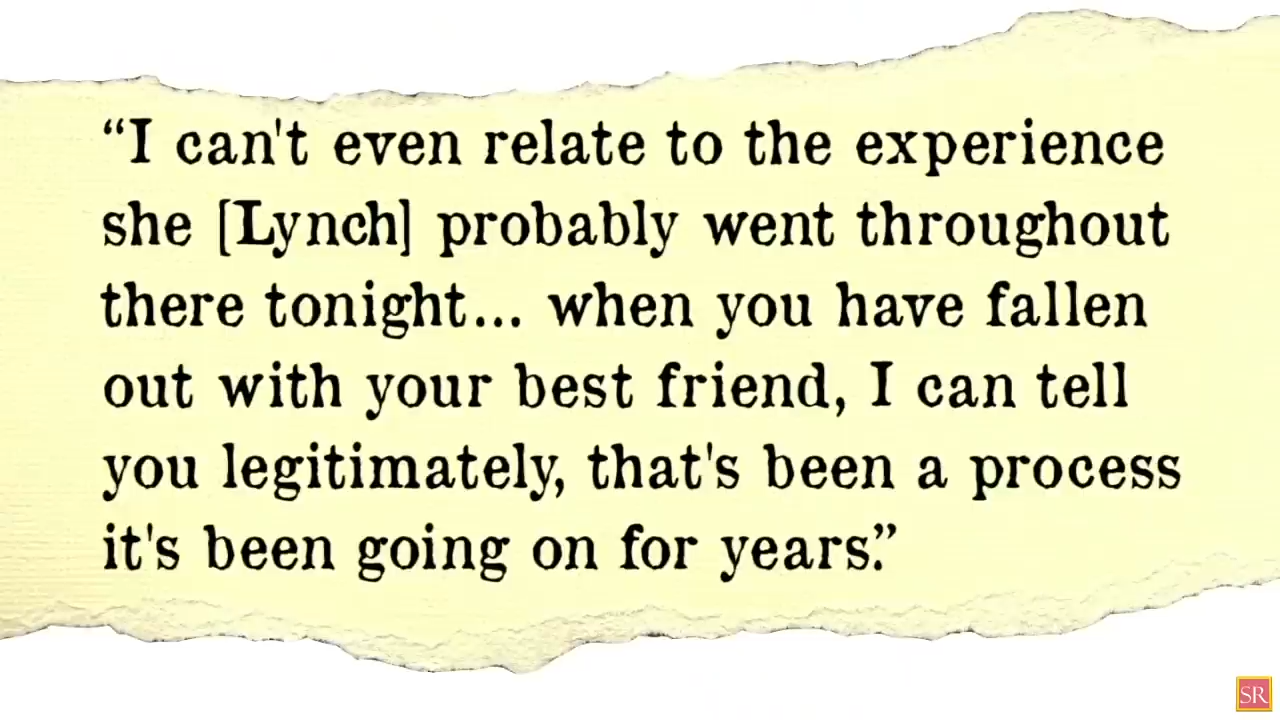 “I can't even relate to the experience
she [Lynch] probably went throughout
there tonight... when you have fallen
out with your best friend, I can tell
you legitimately, that's been a process
it's been going on for years.”
SR